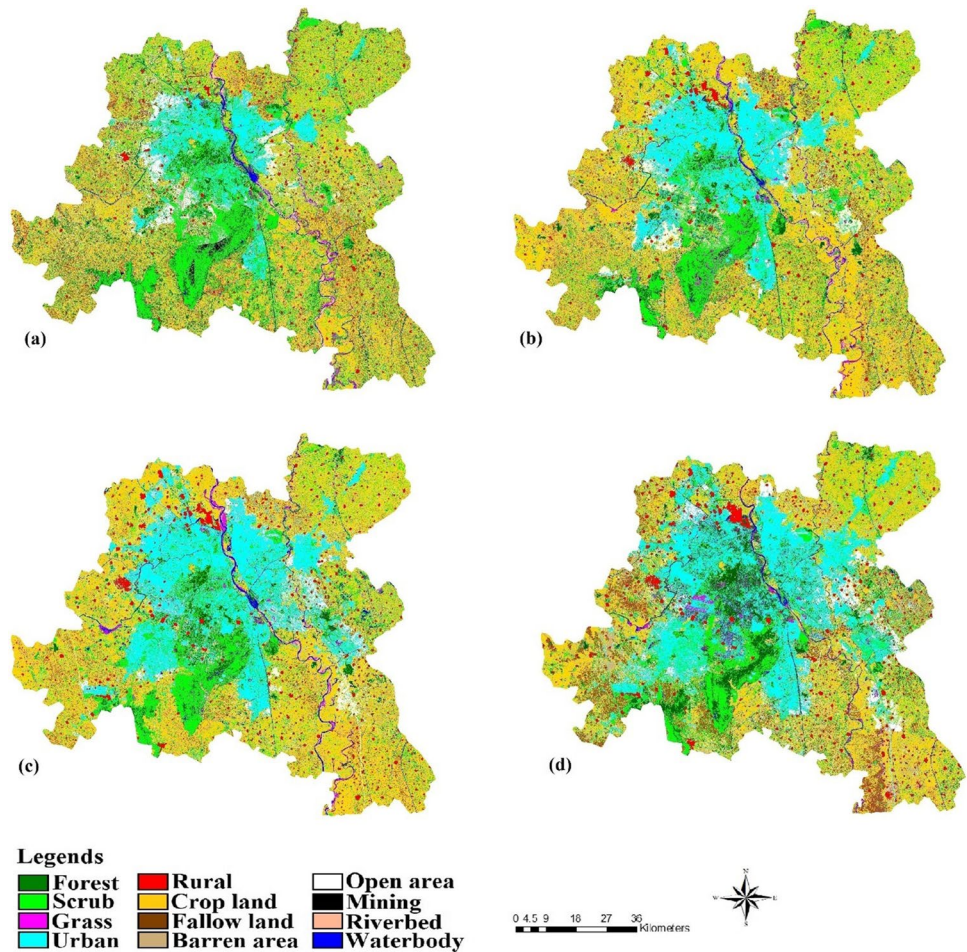 (a)
(b)
(c)
(d)
Legends
Forest Rural Open area
Scrub Crop land Mining
Grass Fallow land Riverbed
Urban Barren area Waterbody
N
W E
S
0 4.5 9 18 27 36
Kilometers